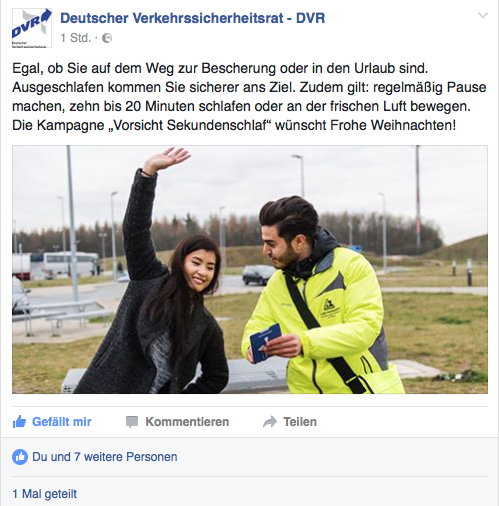 DVR
Deutscher
Verkehrssicherheitsrat
Deutscher Verkehrssicherheitsrat - DVR
1 Std. ·
Egal, ob Sie auf dem Weg zur Bescherung oder in den Urlaub sind.
Ausgeschlafen kommen Sie sicherer ans Ziel. Zudem gilt: regelmäßig Pause
machen, zehn bis 20 Minuten schlafen oder an der frischen Luft bewegen.
Die Kampagne „Vorsicht Sekundenschlaf“ wünscht Frohe Weihnachten!
Gefällt mir Kommentieren Teilen
Du und 7 weitere Personen
1 Mal geteilt